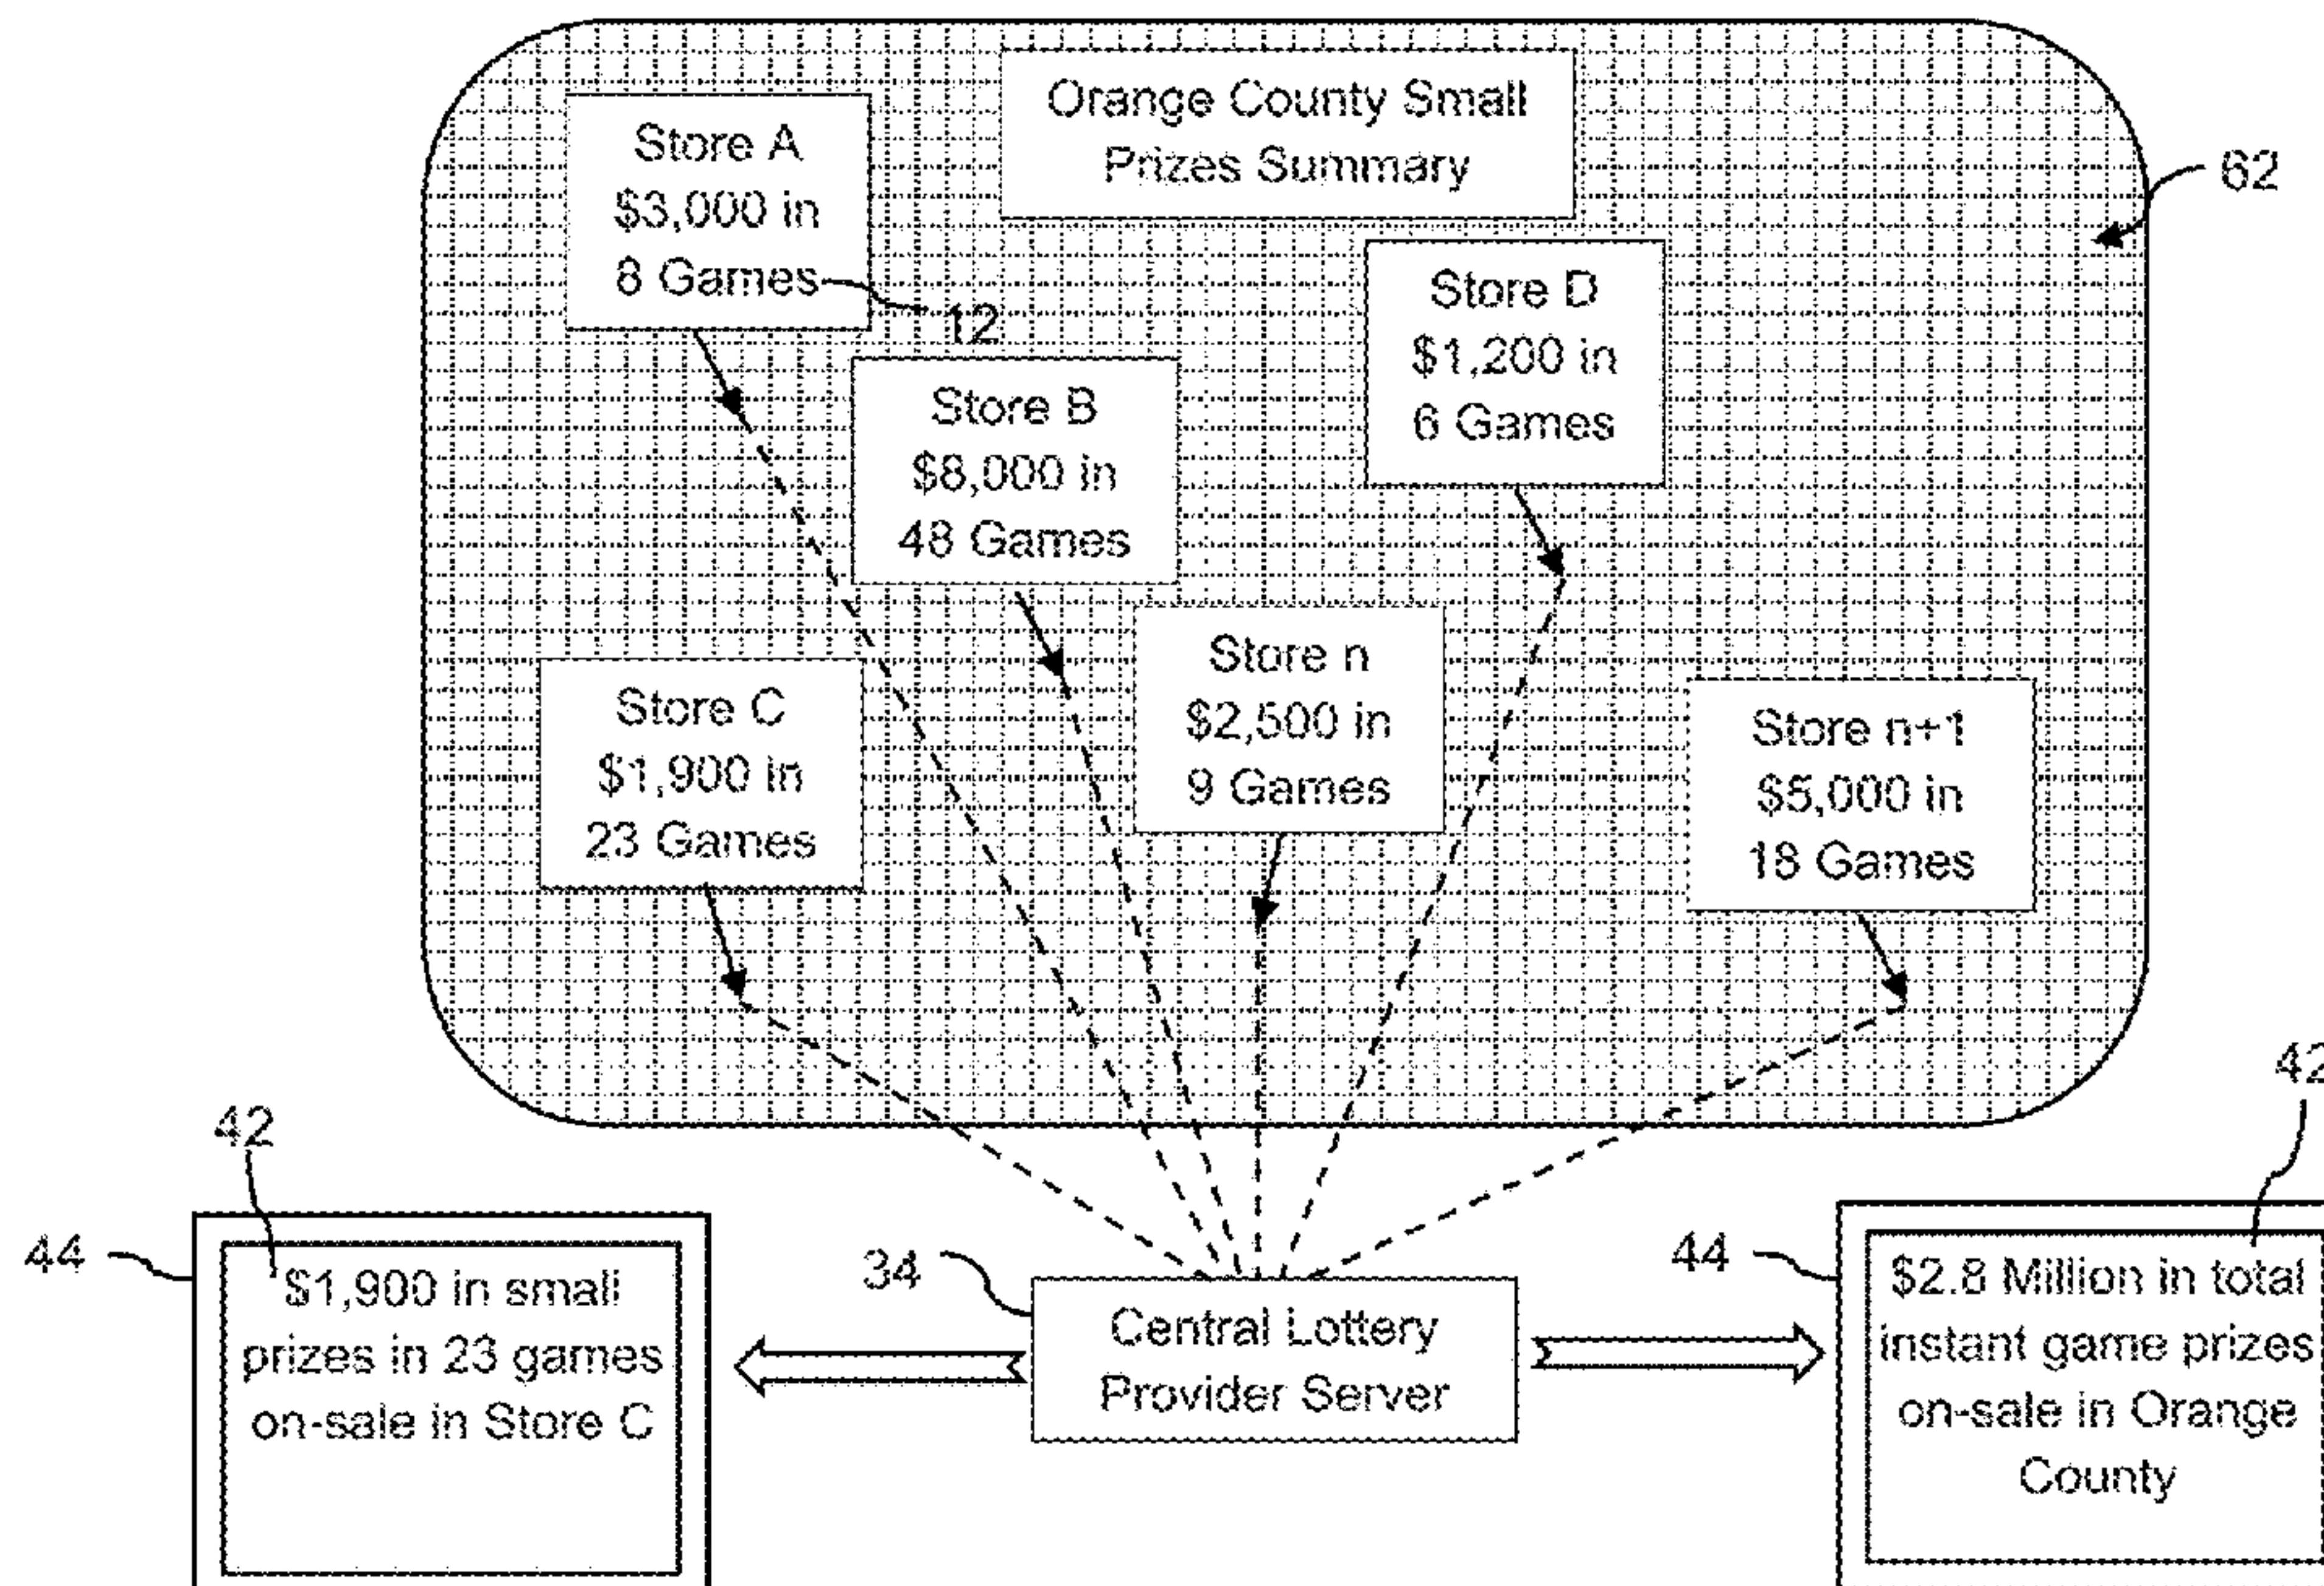 Orange County Small
Prizes Summary
62
Store A
$3,000 in
8 Games
12
Store D
$1,200 in
6 Games
Store B
$8,000 in
48 Games
Store n
$2,500 in
9 Games
Store C
$1,900 in
23 Games
Store n+1
$5,000 in
18 Games
42
44
$1,900 in small
prizes in 23 games
on-sale in Store C
34
Central Lottery
Provider Server
42
44
$2.8 Million in total
instant game prizes
on-sale in Orange
County